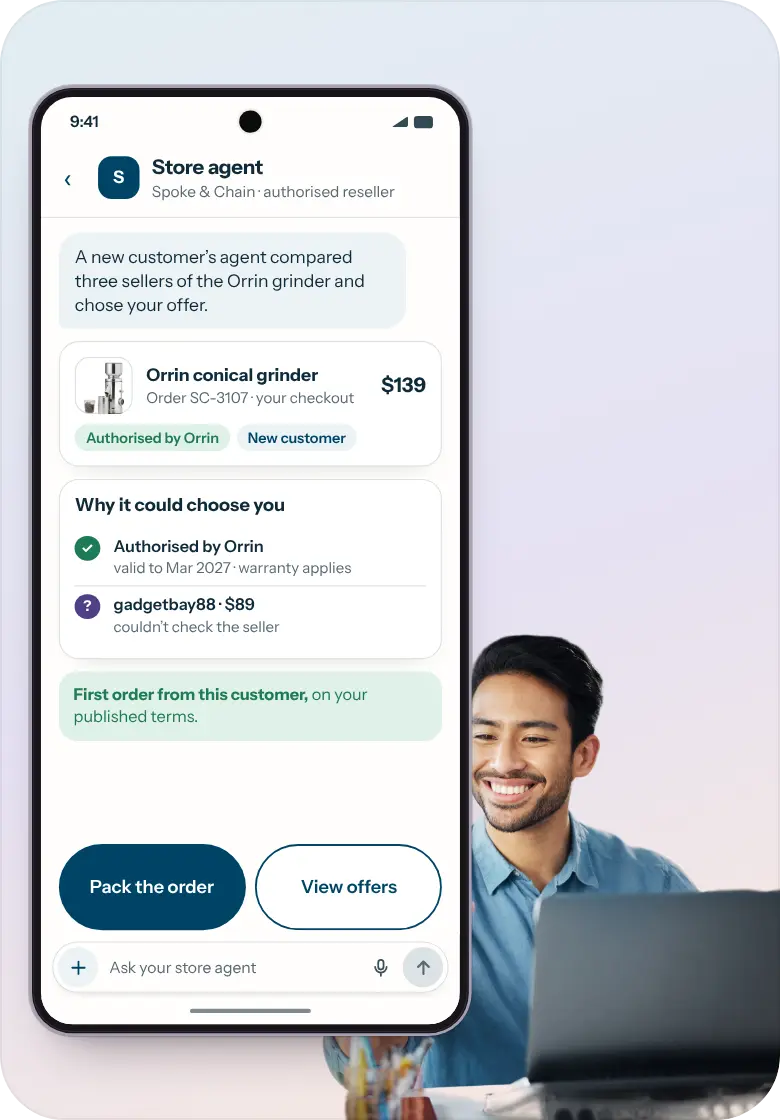 9:41
S
Store agent
Spoke & Chain · authorised reseller
A new customer’s agent compared
three sellers of the Orrin grinder and
chose your offer.
Orrin conical grinder
Order SC-3107 · your checkout
$139
Authorised by Orrin
New customer
Why it could choose you
Authorised by Orrin
valid to Mar 2027 · warranty applies
?
gadgetbay88 · $89
couldn’t check the seller
First order from this customer, on your
published terms.
Pack the order
View offers
Ask your store agent